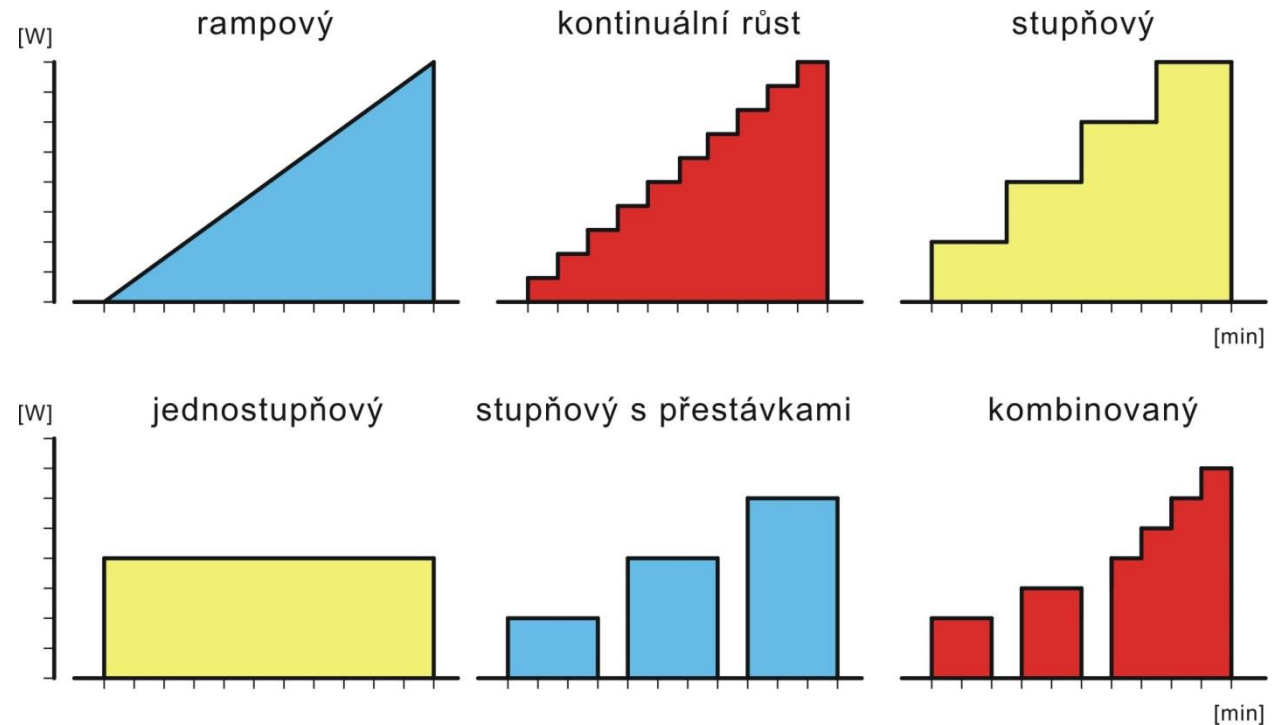 rampový
kontinuální růst
stupňový
[W]
[min]
jednostupňový
stupňový s přestávkami
kombinovaný
[W]
[min]